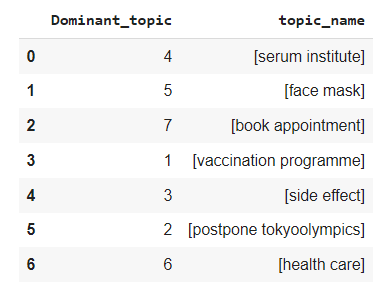 Dominant_topic topic_name
0 4 [serum institute]
1 5 [face mask]
2 7 [book appointment]
3 1 [vaccination programme]
4 3 [side effect]
5 2 [postpone tokyoolympics]
6 6 [health care]